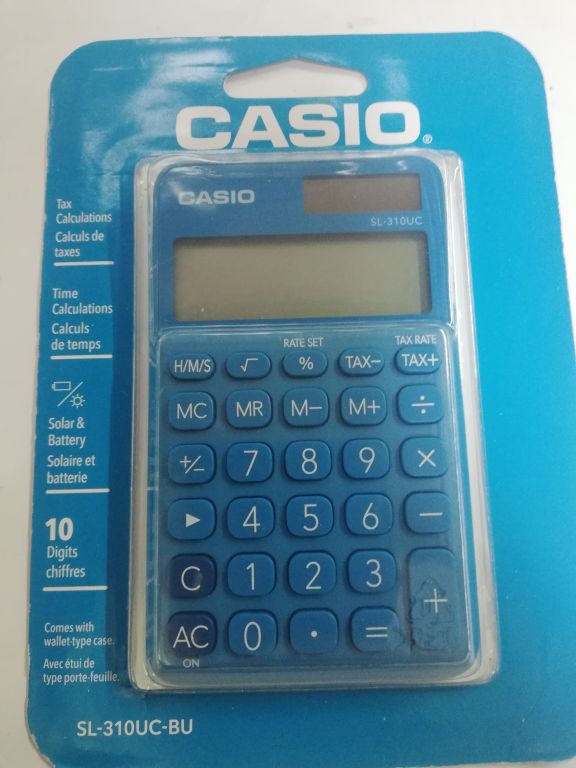 CASIO®
CASIO
SL-310UC
Tax
Calculations
Calculs de
taxes
Time
Calculations
Calculs
de temps
Solar &
Battery
Solaire et
batterie
10
Digits
chiffres
Comes with
wallet-type case.
Avec étui de
type porte-feuille.
SL-310UC-BU
RATE SET TAX RATE
H/M/S √ % TAX− TAX+
MC MR M− M+ ÷
+/− 7 8 9 ×
▶ 4 5 6 −
C 1 2 3 +
AC 0 · =
ON